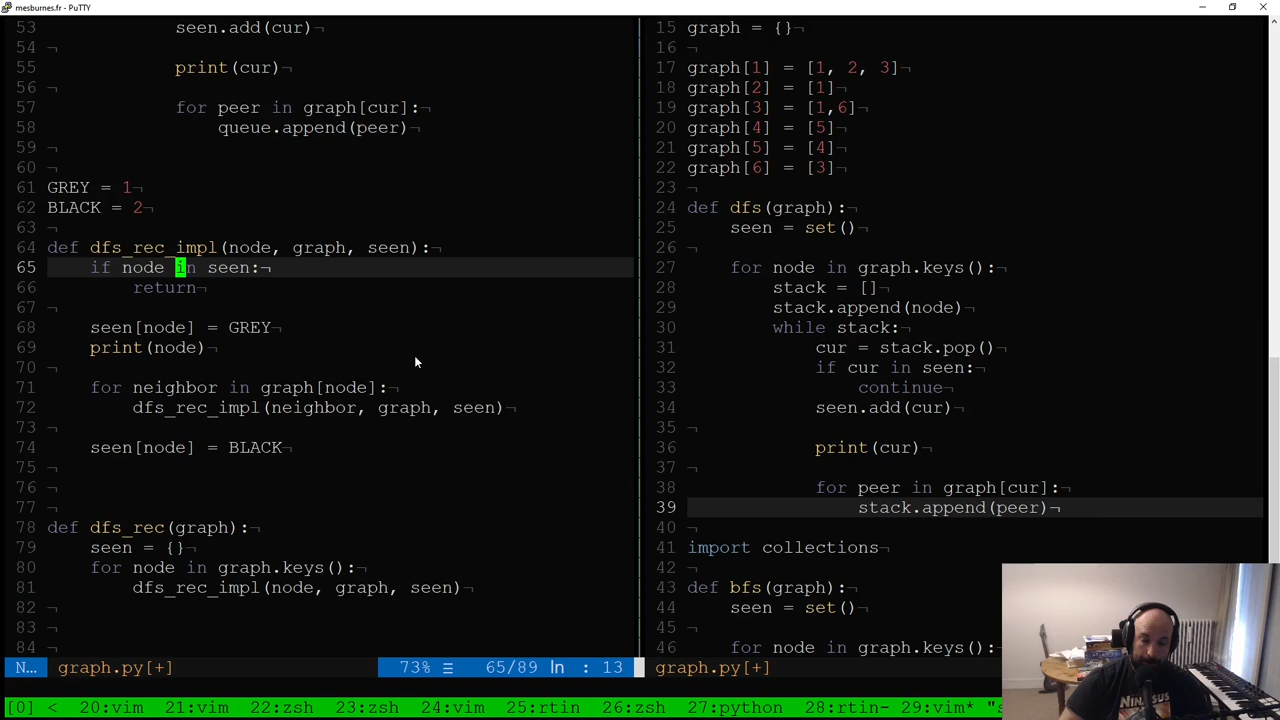 mesburnes.fr - PuTTY
53 seen.add(cur)¬
54 ¬
55 print(cur)¬
56 ¬
57 for peer in graph[cur]:¬
58 queue.append(peer)¬
59 ¬
60 ¬
61 GREY = 1¬
62 BLACK = 2¬
63 ¬
64 def dfs_rec_impl(node, graph, seen):¬
65 if node in seen:¬
66 return¬
67 ¬
68 seen[node] = GREY¬
69 print(node)¬
70 ¬
71 for neighbor in graph[node]:¬
72 dfs_rec_impl(neighbor, graph, seen)¬
73 ¬
74 seen[node] = BLACK¬
75 ¬
76 ¬
77 ¬
78 def dfs_rec(graph):¬
79 seen = {}¬
80 for node in graph.keys():¬
81 dfs_rec_impl(node, graph, seen)¬
82 ¬
83 ¬
84 ¬
N... graph.py[+] 73% ☰ 65/89 ln : 13
15 graph = {}¬
16 ¬
17 graph[1] = [1, 2, 3]¬
18 graph[2] = [1]¬
19 graph[3] = [1,6]¬
20 graph[4] = [5]¬
21 graph[5] = [4]¬
22 graph[6] = [3]¬
23 ¬
24 def dfs(graph):¬
25 seen = set()¬
26 ¬
27 for node in graph.keys():¬
28 stack = []¬
29 stack.append(node)¬
30 while stack:¬
31 cur = stack.pop()¬
32 if cur in seen:¬
33 continue¬
34 seen.add(cur)¬
35 ¬
36 print(cur)¬
37 ¬
38 for peer in graph[cur]:¬
39 stack.append(peer)¬
40 ¬
41 import collections¬
42 ¬
43 def bfs(graph):¬
44 seen = set()¬
45 ¬
46 for node in graph.keys():¬
graph.py[+]
[0] < 20:vim 21:vim 22:zsh 23:zsh 24:vim 25:rtin 26:zsh 27:python 28:rtin- 29:vim* "s